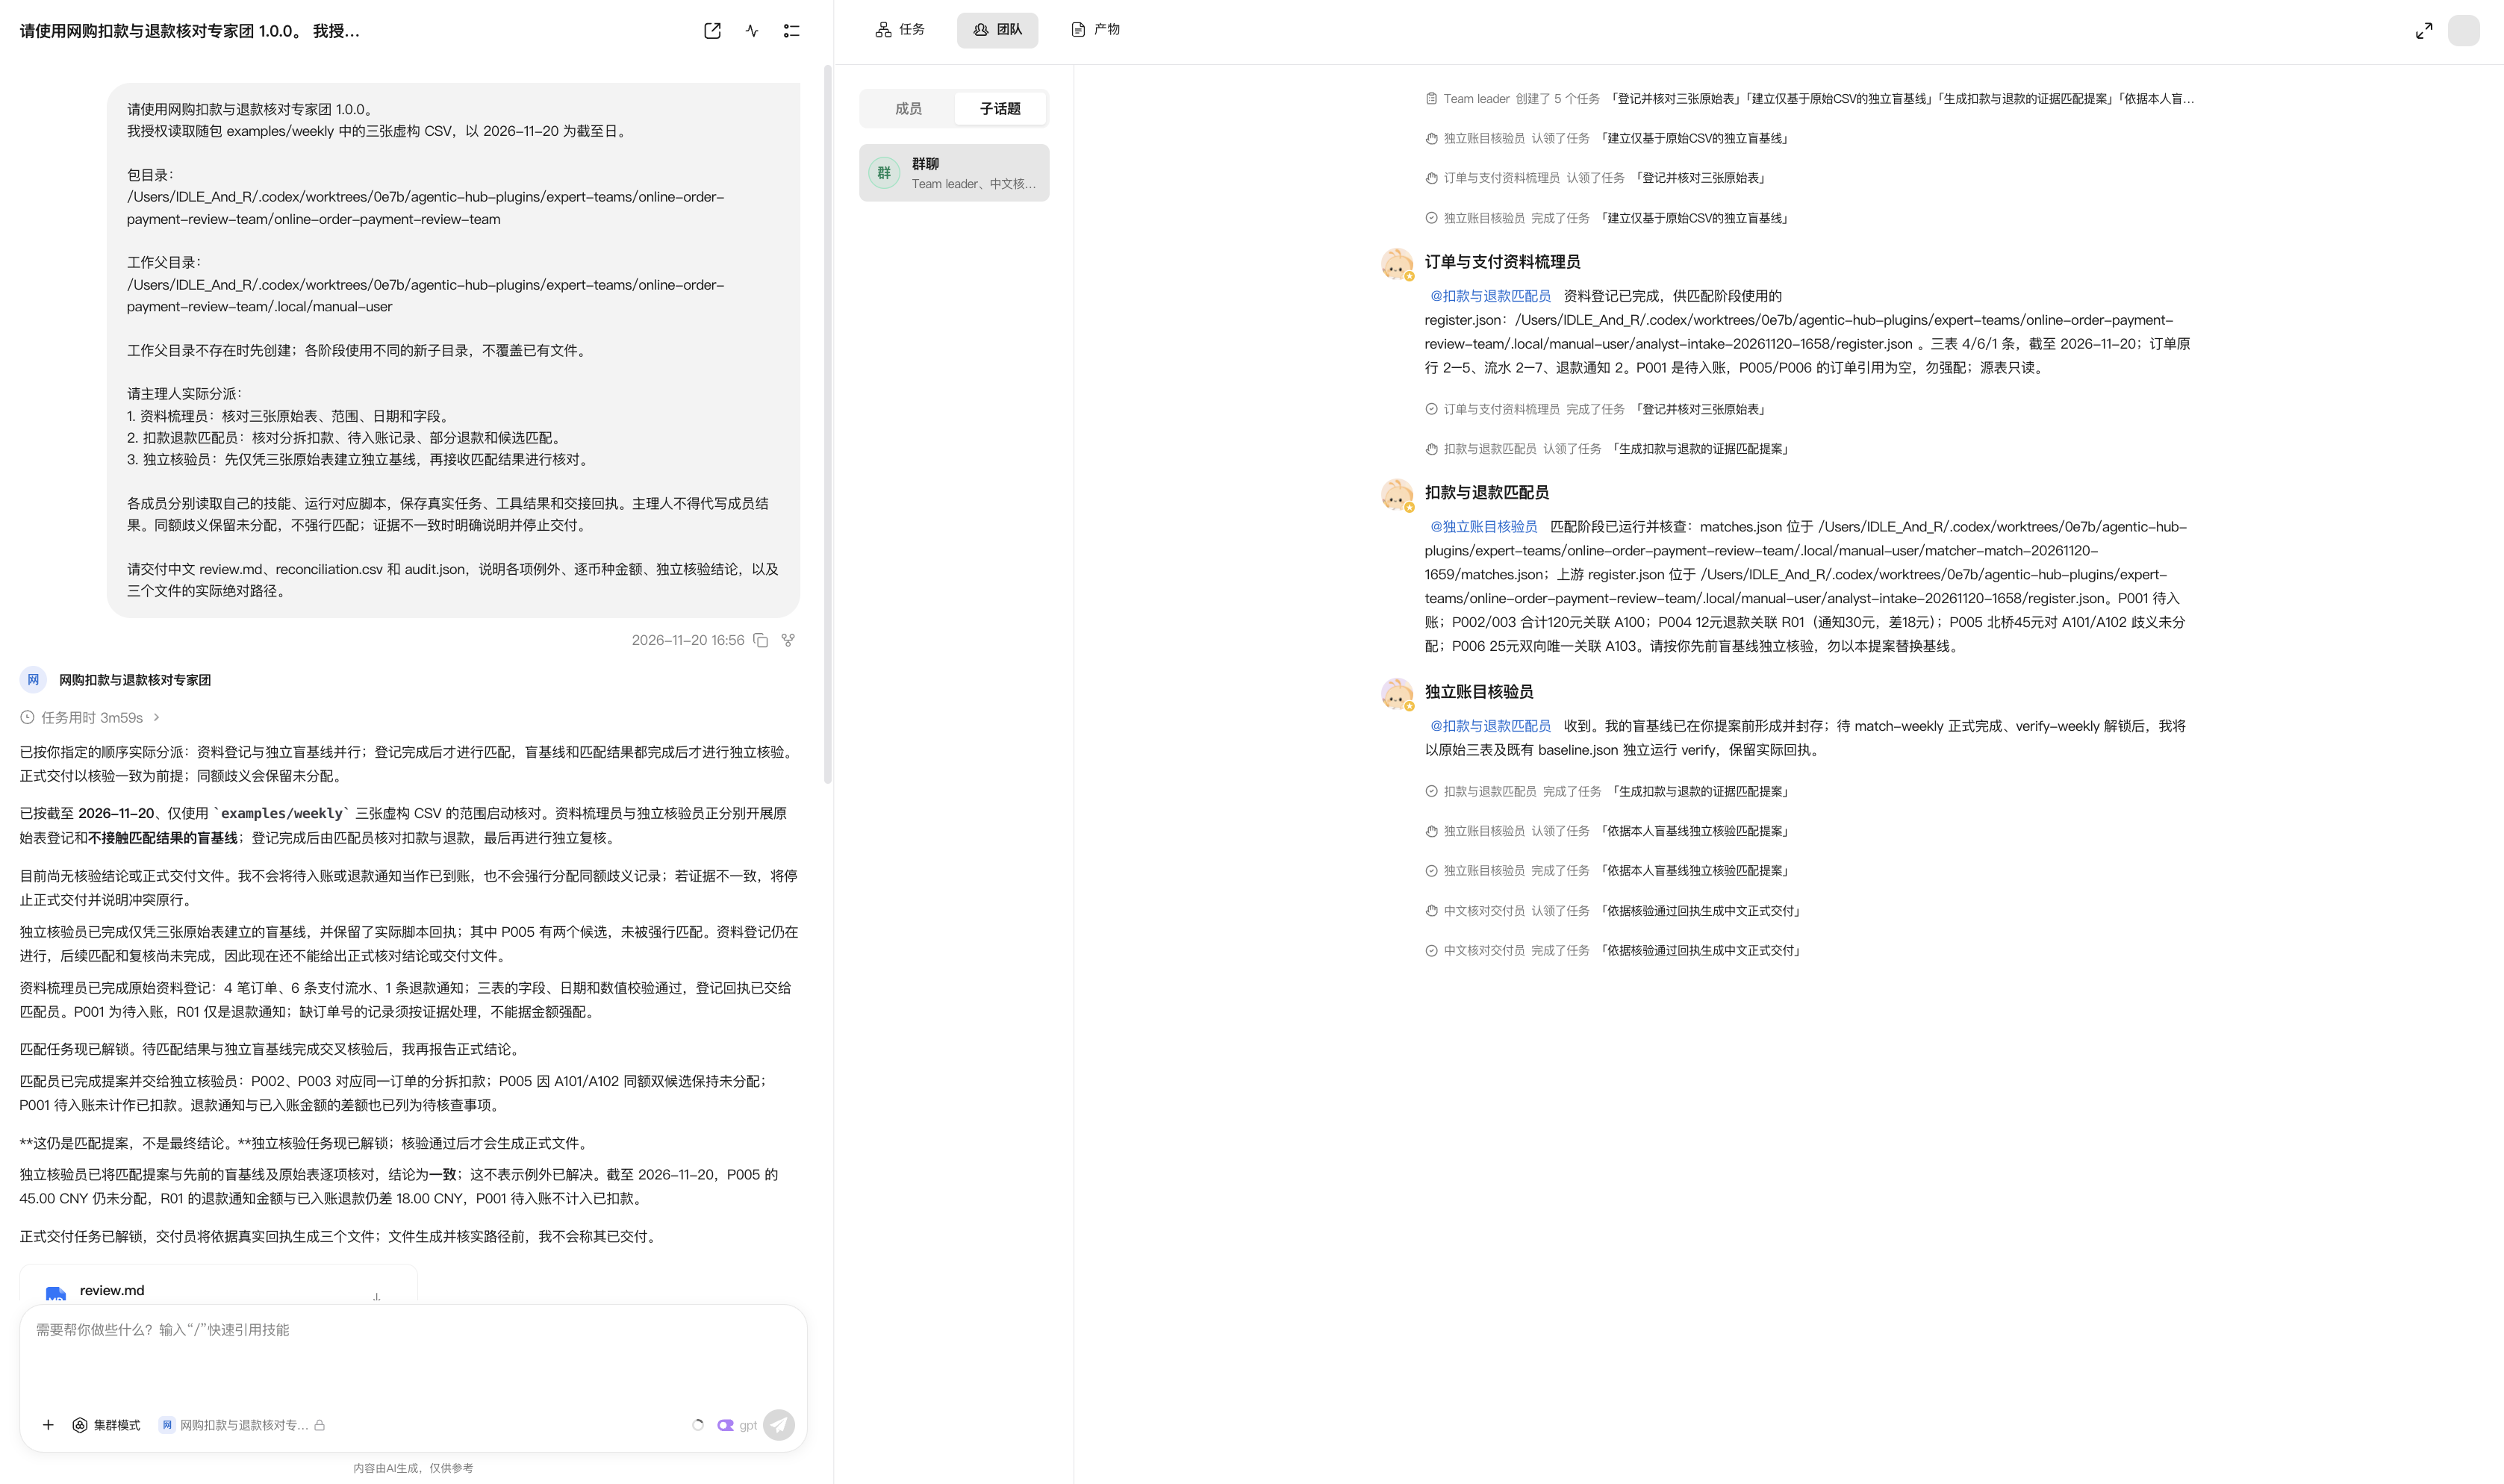 请使用网购扣款与退款核对专家团 1.0.0。 我授…
请使用网购扣款与退款核对专家团 1.0.0。
我授权读取随包 examples/weekly 中的三张虚构 CSV，以 2026-11-20 为截至日。
包目录：
/Users/IDLE_And_R/.codex/worktrees/0e7b/agentic-hub-plugins/expert-teams/online-order-
payment-review-team/online-order-payment-review-team
工作父目录：
/Users/IDLE_And_R/.codex/worktrees/0e7b/agentic-hub-plugins/expert-teams/online-order-
payment-review-team/.local/manual-user
工作父目录不存在时先创建；各阶段使用不同的新子目录，不覆盖已有文件。
请主理人实际分派：
1. 资料梳理员：核对三张原始表、范围、日期和字段。
2. 扣款退款匹配员：核对分拆扣款、待入账记录、部分退款和候选匹配。
3. 独立核验员：先仅凭三张原始表建立独立基线，再接收匹配结果进行核对。
各成员分别读取自己的技能、运行对应脚本，保存真实任务、工具结果和交接回执。主理人不得代写成员结
果。同额歧义保留未分配，不强行匹配；证据不一致时明确说明并停止交付。
请交付中文 review.md、reconciliation.csv 和 audit.json，说明各项例外、逐币种金额、独立核验结论，以及
三个文件的实际绝对路径。
2026-11-20 16:56
网 网购扣款与退款核对专家团
任务用时 3m59s
已按你指定的顺序实际分派：资料登记与独立盲基线并行；登记完成后才进行匹配，盲基线和匹配结果都完成后才进行独立核验。
正式交付以核验一致为前提；同额歧义会保留未分配。
已按截至 2026-11-20、仅使用 `examples/weekly` 三张虚构 CSV 的范围启动核对。资料梳理员与独立核验员正分别开展原
始表登记和不接触匹配结果的盲基线；登记完成后由匹配员核对扣款与退款，最后再进行独立复核。
目前尚无核验结论或正式交付文件。我不会将待入账或退款通知当作已到账，也不会强行分配同额歧义记录；若证据不一致，将停
止正式交付并说明冲突原行。
独立核验员已完成仅凭三张原始表建立的盲基线，并保留了实际脚本回执；其中 P005 有两个候选，未被强行匹配。资料登记仍在
进行，后续匹配和复核尚未完成，因此现在还不能给出正式核对结论或交付文件。
资料梳理员已完成原始资料登记：4 笔订单、6 条支付流水、1 条退款通知；三表的字段、日期和数值校验通过，登记回执已交给
匹配员。P001 为待入账，R01 仅是退款通知；缺订单号的记录须按证据处理，不能据金额强配。
匹配任务现已解锁。待匹配结果与独立盲基线完成交叉核验后，我再报告正式结论。
匹配员已完成提案并交给独立核验员：P002、P003 对应同一订单的分拆扣款；P005 因 A101/A102 同额双候选保持未分配；
P001 待入账未计作已扣款。退款通知与已入账金额的差额也已列为待核查事项。
**这仍是匹配提案，不是最终结论。**独立核验任务现已解锁；核验通过后才会生成正式文件。
独立核验员已将匹配提案与先前的盲基线及原始表逐项核对，结论为一致；这不表示例外已解决。截至 2026-11-20，P005 的
45.00 CNY 仍未分配，R01 的退款通知金额与已入账退款仍差 18.00 CNY，P001 待入账不计入已扣款。
正式交付任务已解锁，交付员将依据真实回执生成三个文件；文件生成并核实路径前，我不会称其已交付。
review.md
需要帮你做些什么？输入“/”快速引用技能
集群模式 网 网购扣款与退款核对专… gpt
内容由AI生成，仅供参考
任务 团队 产物
成员 子话题
群 群聊
Team leader、中文核…
Team leader 创建了 5 个任务 「登记并核对三张原始表」「建立仅基于原始CSV的独立盲基线」「生成扣款与退款的证据匹配提案」「依据本人盲…
独立账目核验员 认领了任务 「建立仅基于原始CSV的独立盲基线」
订单与支付资料梳理员 认领了任务 「登记并核对三张原始表」
独立账目核验员 完成了任务 「建立仅基于原始CSV的独立盲基线」
订单与支付资料梳理员
@扣款与退款匹配员 资料登记已完成，供匹配阶段使用的
register.json：/Users/IDLE_And_R/.codex/worktrees/0e7b/agentic-hub-plugins/expert-teams/online-order-payment-
review-team/.local/manual-user/analyst-intake-20261120-1658/register.json 。三表 4/6/1 条，截至 2026-11-20；订单原
行 2–5、流水 2–7、退款通知 2。P001 是待入账，P005/P006 的订单引用为空，勿强配；源表只读。
订单与支付资料梳理员 完成了任务 「登记并核对三张原始表」
扣款与退款匹配员 认领了任务 「生成扣款与退款的证据匹配提案」
扣款与退款匹配员
@独立账目核验员 匹配阶段已运行并核查：matches.json 位于 /Users/IDLE_And_R/.codex/worktrees/0e7b/agentic-hub-
plugins/expert-teams/online-order-payment-review-team/.local/manual-user/matcher-match-20261120-
1659/matches.json；上游 register.json 位于 /Users/IDLE_And_R/.codex/worktrees/0e7b/agentic-hub-plugins/expert-
teams/online-order-payment-review-team/.local/manual-user/analyst-intake-20261120-1658/register.json。P001 待入
账；P002/003 合计120元关联 A100；P004 12元退款关联 R01（通知30元，差18元）；P005 北桥45元对 A101/A102 歧义未分
配；P006 25元双向唯一关联 A103。请按你先前盲基线独立核验，勿以本提案替换基线。
独立账目核验员
@扣款与退款匹配员 收到。我的盲基线已在你提案前形成并封存；待 match-weekly 正式完成、verify-weekly 解锁后，我将
以原始三表及既有 baseline.json 独立运行 verify，保留实际回执。
扣款与退款匹配员 完成了任务 「生成扣款与退款的证据匹配提案」
独立账目核验员 认领了任务 「依据本人盲基线独立核验匹配提案」
独立账目核验员 完成了任务 「依据本人盲基线独立核验匹配提案」
中文核对交付员 认领了任务 「依据核验通过回执生成中文正式交付」
中文核对交付员 完成了任务 「依据核验通过回执生成中文正式交付」